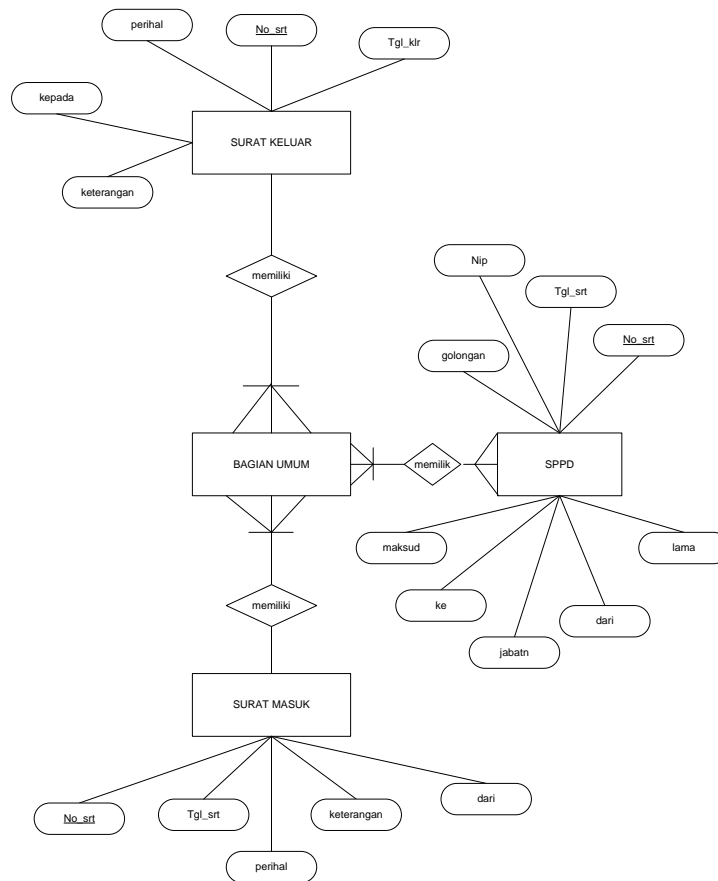 perihal
No_srt
Tgl_klr
kepada
SURAT KELUAR
keterangan
memiliki
Nip
Tgl_srt
No_srt
golongan
BAGIAN UMUM
memilik
SPPD
maksud
lama
ke
dari
jabatn
memiliki
SURAT MASUK
No_srt
Tgl_srt
keterangan
dari
perihal